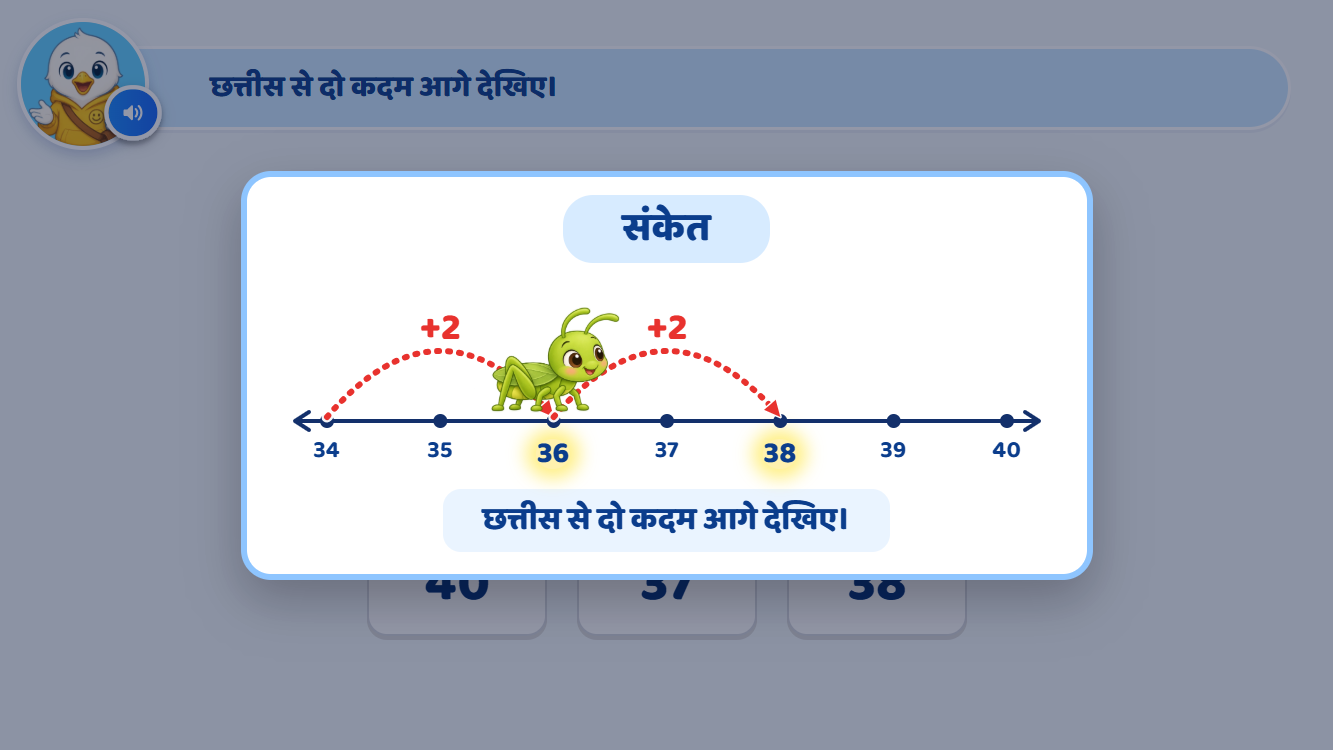 छत्तीस से दो कदम आगे देखिए।
संकेत
+2 +2
34 35 36 37 38 39 40
छत्तीस से दो कदम आगे देखिए।
40 37 38